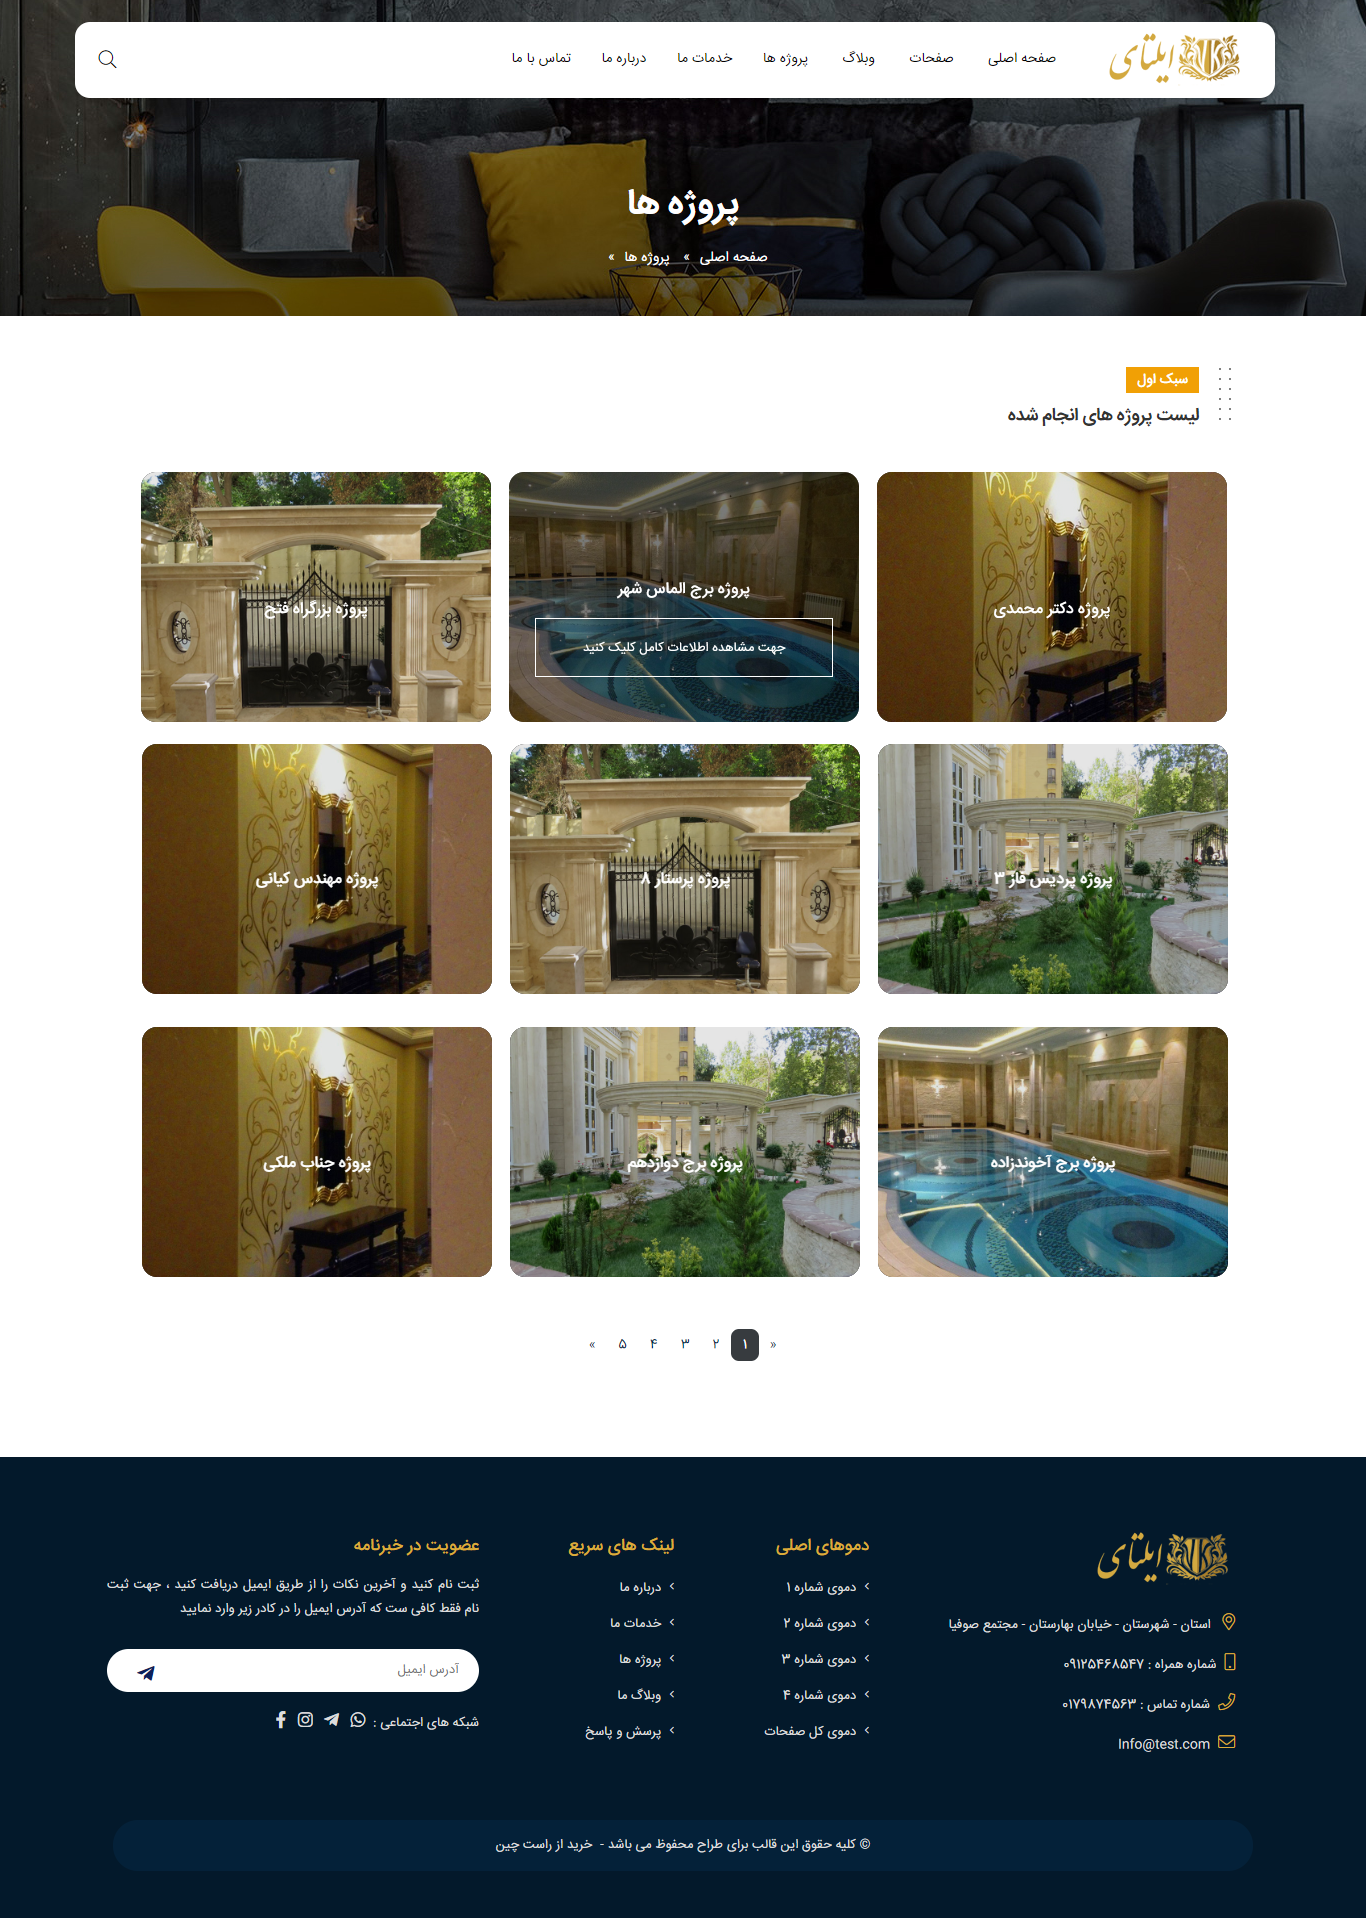 ایلتای
صفحه اصلی
صفحات
وبلاگ
پروژه ها
خدمات ما
درباره ما
تماس با ما
پروژه ها
صفحه اصلی » پروژه ها »
سبک اول
لیست پروژه های انجام شده
پروژه دکتر محمدی
پروژه برج الماس شهر
جهت مشاهده اطلاعات کامل کلیک کنید
پروژه بزرگراه فتح
پروژه پردیس فاز ۳
پروژه پرستار ۸
پروژه مهندس کیانی
پروژه برج آخوندزاده
پروژه برج دوازدهم
پروژه جناب ملکی
« ۱ ۲ ۳ ۴ ۵ »
ایلتای
استان - شهرستان - خیابان بهارستان - مجتمع صوفیا
شماره همراه : ۰۹۱۲۵۴۶۸۵۴۷
شماره تماس : ۰۱۷۹۸۷۴۵۶۳
Info@test.com
دموهای اصلی
دموی شماره ۱
دموی شماره ۲
دموی شماره ۳
دموی شماره ۴
دموی کل صفحات
لینک های سریع
درباره ما
خدمات ما
پروژه ها
وبلاگ ما
پرسش و پاسخ
عضویت در خبرنامه
ثبت نام کنید و آخرین نکات را از طریق ایمیل دریافت کنید ، جهت ثبت
نام فقط کافی ست که آدرس ایمیل را در کادر زیر وارد نمایید
آدرس ایمیل
شبکه های اجتماعی :
© کلیه حقوق این قالب برای طراح محفوظ می باشد - خرید از راست چین